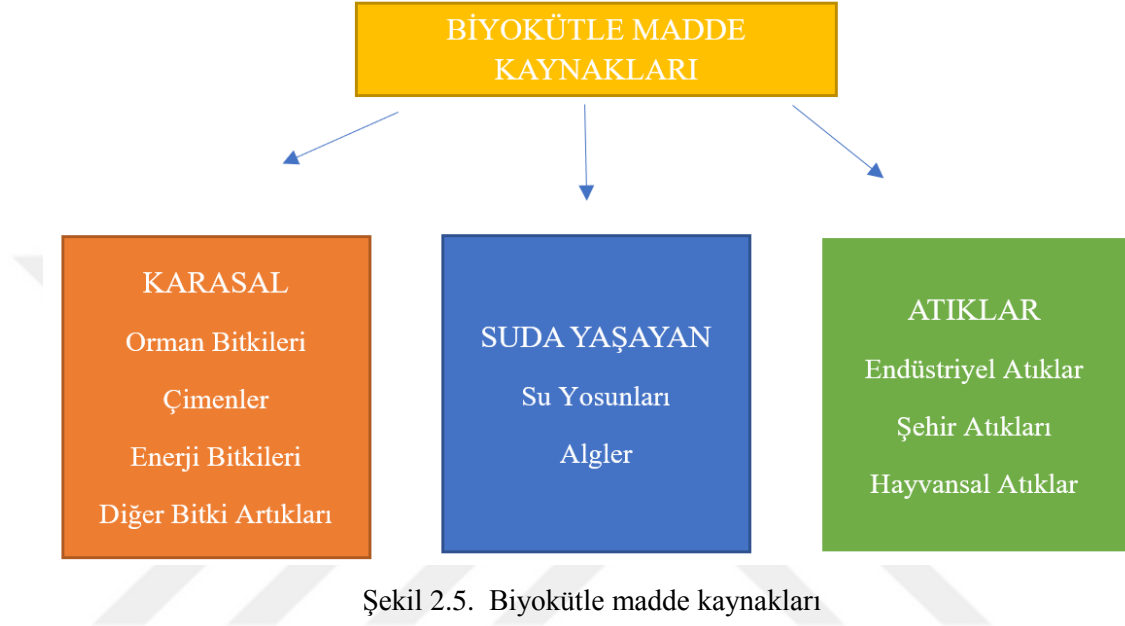 BİYOKÜTLE MADDE
KAYNAKLARI
KARASAL
Orman Bitkileri
Çimenler
Enerji Bitkileri
Diğer Bitki Artıkları
SUDA YAŞAYAN
Su Yosunları
Algler
ATIKLAR
Endüstriyel Atıklar
Şehir Atıkları
Hayvansal Atıklar
Şekil 2.5. Biyokütle madde kaynakları